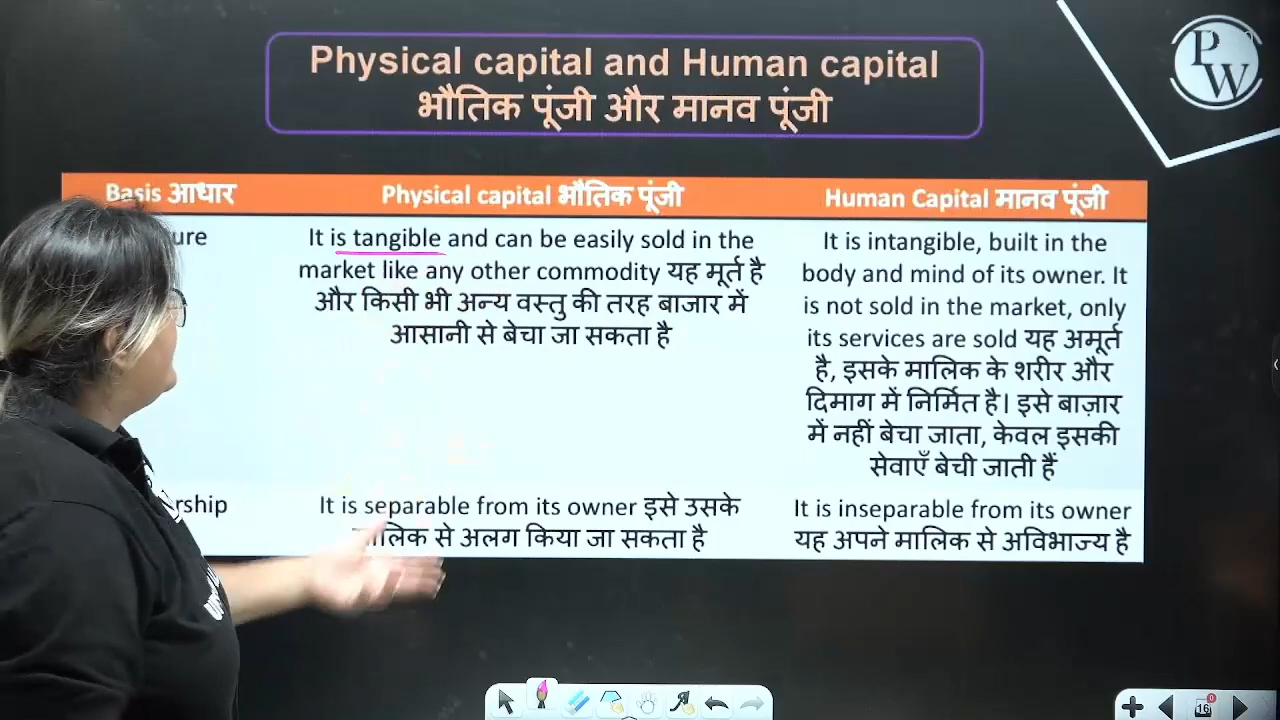 Physical capital and Human capital
भौतिक पूंजी और मानव पूंजी
PW
Basis आधार
Physical capital भौतिक पूंजी
Human Capital मानव पूंजी
It is tangible and can be easily sold in the
market like any other commodity यह मूर्त है
और किसी भी अन्य वस्तु की तरह बाजार में
आसानी से बेचा जा सकता है
It is intangible, built in the
body and mind of its owner. It
is not sold in the market, only
its services are sold यह अमूर्त
है, इसके मालिक के शरीर और
दिमाग में निर्मित है। इसे बाज़ार
में नहीं बेचा जाता, केवल इसकी
सेवाएँ बेची जाती हैं
It is separable from its owner इसे उसके
से अलग किया जा सकता है
It is inseparable from its owner
यह अपने मालिक से अविभाज्य है
16